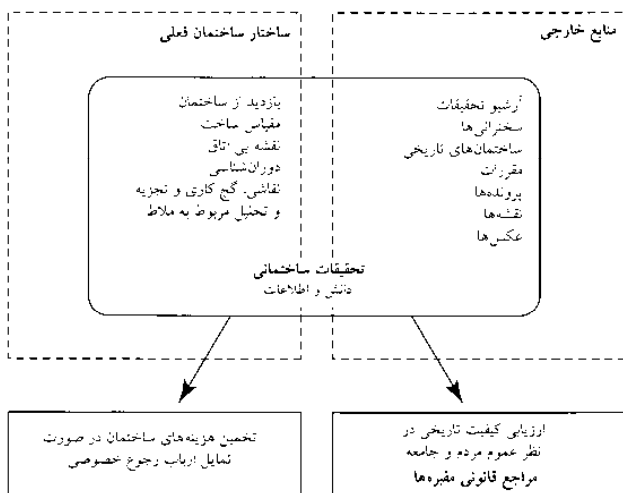 منابع خارجی
ساختار ساختمان فعلی
آرشیو تحقیقات
سخنرانی‌ها
ساختمان‌های تاریخی
مقررات
پرونده‌ها
نقشه‌ها
عکس‌ها
بازدید از ساختمان
مقیاس ساخت
نقشه بی اتاق
دوران‌شناسی
نقاشی، گچ کاری و تجزیه
و تحلیل مربوط به ملاط
تحقیقات ساختمانی
دانش و اطلاعات
ارزیابی کیفیت تاریخی در
نظر عموم مردم و جامعه
مراجع قانونی مقبره‌ها
تخمین هزینه‌های ساختمان در صورت
تمایل ارباب رجوع خصوصی